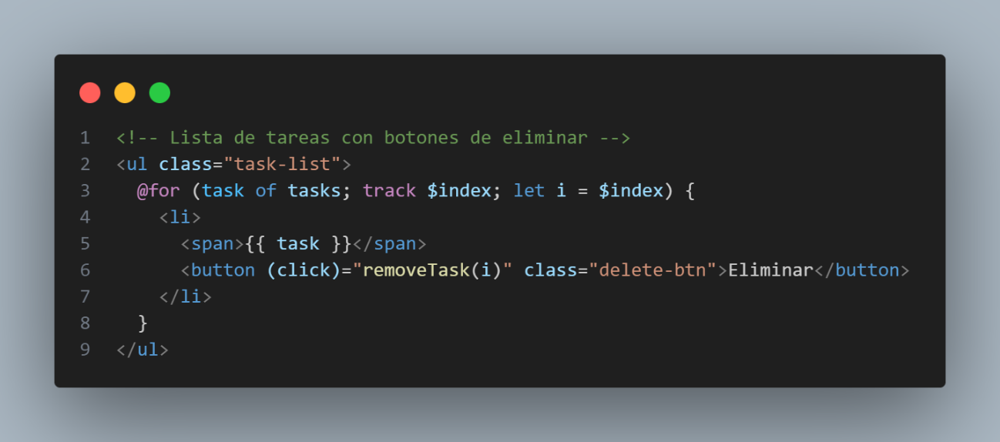 1 <!-- Lista de tareas con botones de eliminar -->
2 <ul class="task-list">
3   @for (task of tasks; track $index; let i = $index) {
4     <li>
5       <span>{{ task }}</span>
6       <button (click)="removeTask(i)" class="delete-btn">Eliminar</button>
7     </li>
8   }
9 </ul>